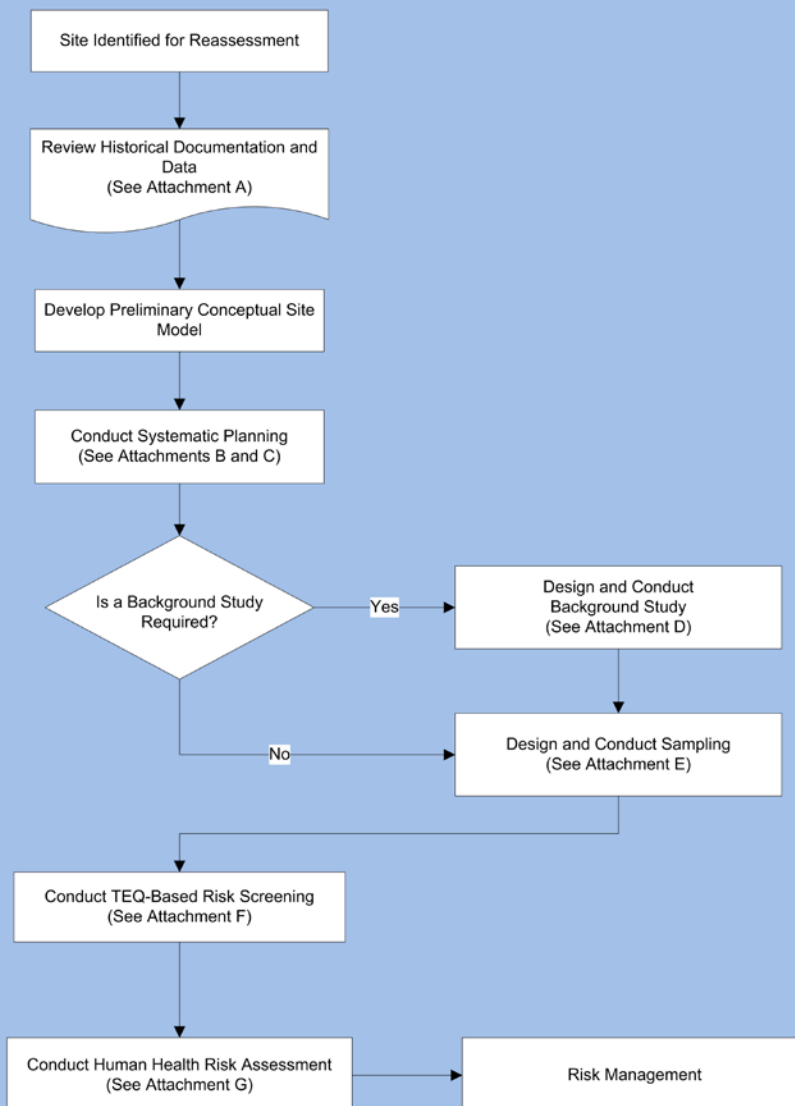 Site Identified for Reassessment
Review Historical Documentation and
Data
(See Attachment A)
Develop Preliminary Conceptual Site
Model
Conduct Systematic Planning
(See Attachments B and C)
Is a Background Study
Required?
Yes
Design and Conduct
Background Study
(See Attachment D)
No
Design and Conduct Sampling
(See Attachment E)
Conduct TEQ-Based Risk Screening
(See Attachment F)
Conduct Human Health Risk Assessment
(See Attachment G)
Risk Management